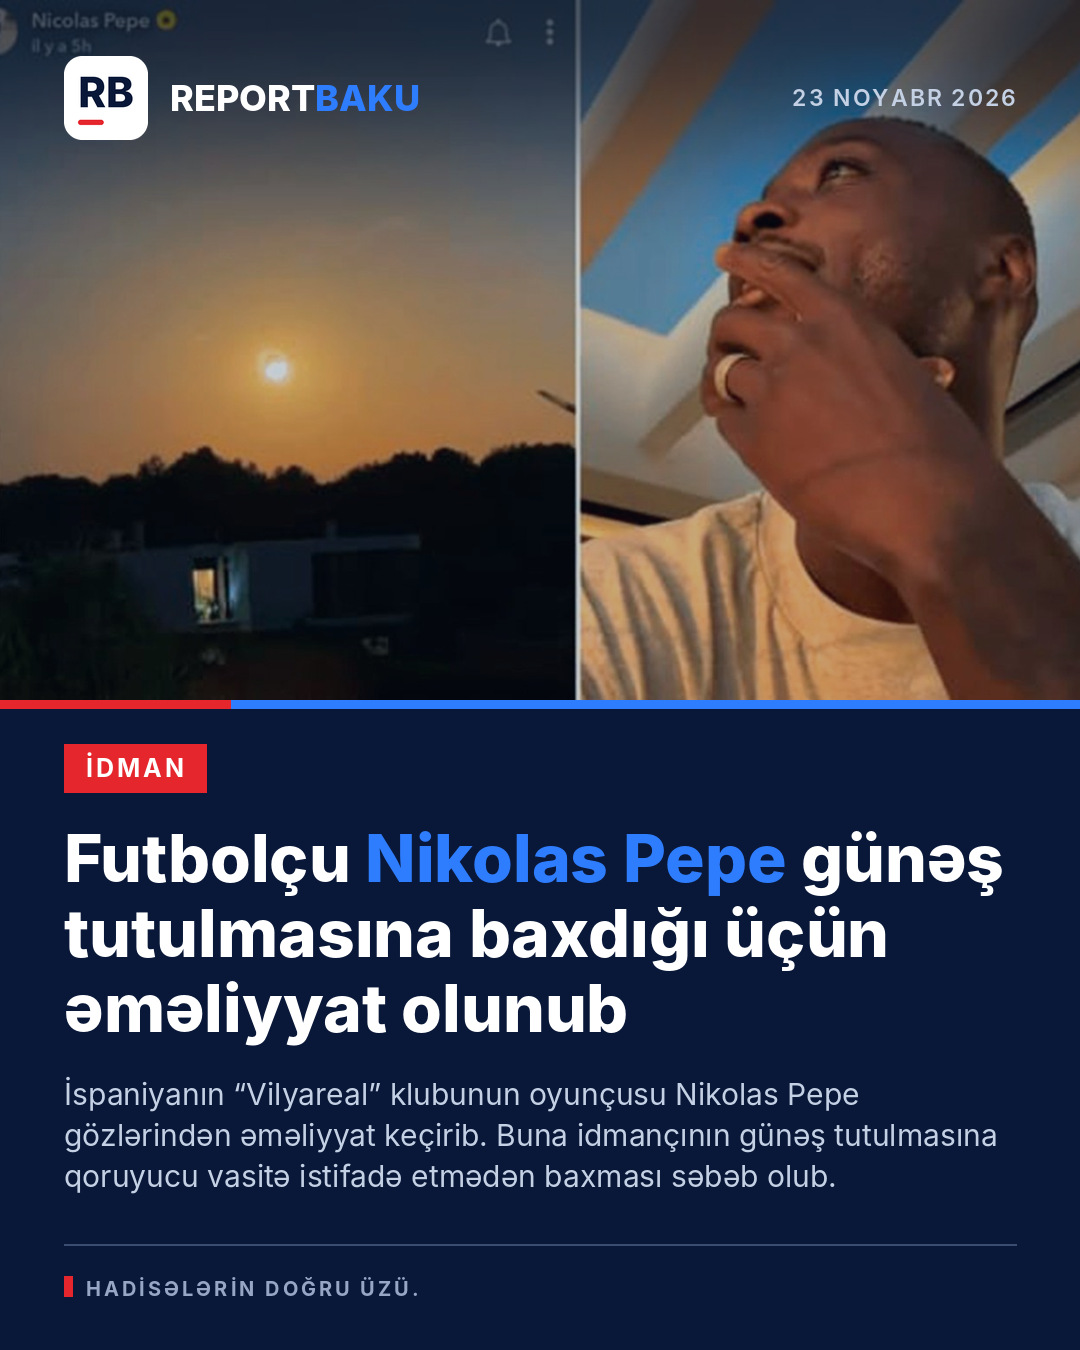 Nicolas Pepe
il y a 5h
RB
REPORTBAKU
23 NOYABR 2026
İDMAN
Futbolçu Nikolas Pepe günəş
tutulmasına baxdığı üçün
əməliyyat olunub
İspaniyanın “Vilyareal” klubunun oyunçusu Nikolas Pepe
gözlərindən əməliyyat keçirib. Buna idmançının günəş tutulmasına
qoruyucu vasitə istifadə etmədən baxması səbəb olub.
HADİSƏLƏRİN DOĞRU ÜZÜ.